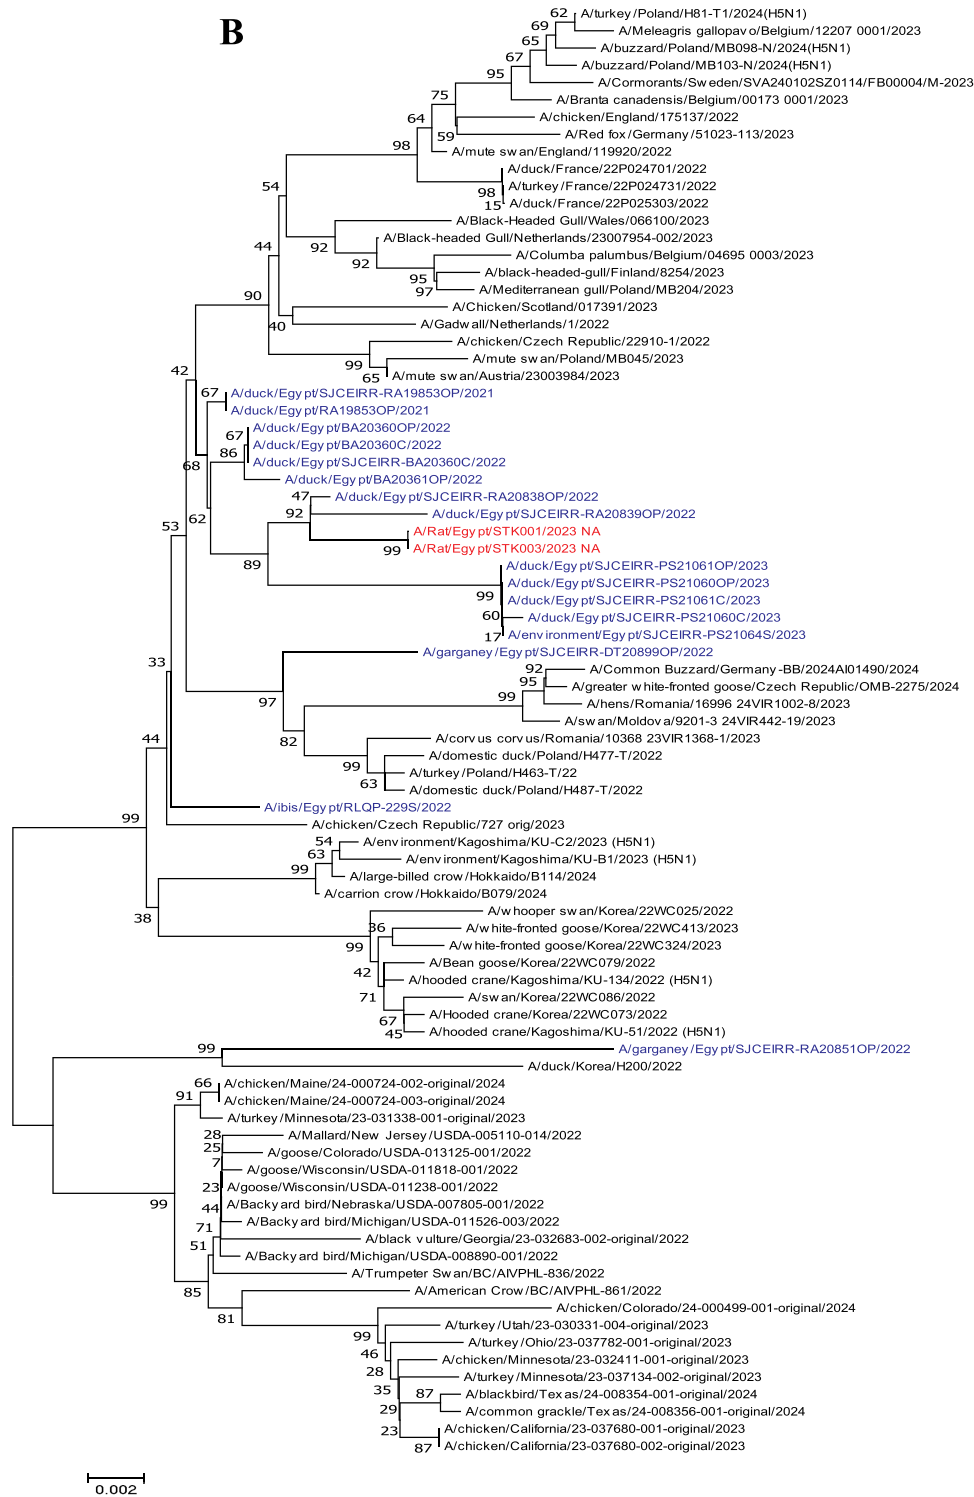 B
62 A/turkey/Poland/H81-T1/2024(H5N1)
69 A/Meleagris gallopavo/Belgium/12207 0001/2023
65 A/buzzard/Poland/MB098-N/2024(H5N1)
67 A/buzzard/Poland/MB103-N/2024(H5N1)
95 A/Cormorants/Sweden/SVA240102SZ0114/FB00004/M-2023
75 A/Branta canadensis/Belgium/00173 0001/2023
64 A/chicken/England/175137/2022
59 A/Red fox/Germany/51023-113/2023
98 A/mute swan/England/119920/2022
A/duck/France/22P024701/2022
54 98 A/turkey/France/22P024731/2022
15 A/duck/France/22P025303/2022
A/Black-Headed Gull/Wales/066100/2023
44 92 A/Black-headed Gull/Netherlands/23007954-002/2023
92 A/Columba palumbus/Belgium/04695 0003/2023
95 A/black-headed-gull/Finland/8254/2023
90 97 A/Mediterranean gull/Poland/MB204/2023
A/Chicken/Scotland/017391/2023
40 A/Gadwall/Netherlands/1/2022
A/chicken/Czech Republic/22910-1/2022
99 A/mute swan/Poland/MB045/2023
42 65 A/mute swan/Austria/23003984/2023
67 A/duck/Egypt/SJCEIRR-RA19853OP/2021
A/duck/Egypt/RA19853OP/2021
67 A/duck/Egypt/BA20360OP/2022
86 A/duck/Egypt/BA20360C/2022
68 A/duck/Egypt/SJCEIRR-BA20360C/2022
A/duck/Egypt/BA20361OP/2022
47 A/duck/Egypt/SJCEIRR-RA20838OP/2022
62 92 A/duck/Egypt/SJCEIRR-RA20839OP/2022
53 A/Rat/Egypt/STK001/2023 NA
99 A/Rat/Egypt/STK003/2023 NA
89 A/duck/Egypt/SJCEIRR-PS21061OP/2023
A/duck/Egypt/SJCEIRR-PS21060OP/2023
99 A/duck/Egypt/SJCEIRR-PS21061C/2023
60 A/duck/Egypt/SJCEIRR-PS21060C/2023
17 A/environment/Egypt/SJCEIRR-PS21064S/2023
33 A/garganey/Egypt/SJCEIRR-DT20899OP/2022
92 A/Common Buzzard/Germany-BB/2024AI01490/2024
95 A/greater white-fronted goose/Czech Republic/OMB-2275/2024
97 99 A/hens/Romania/16996 24VIR1002-8/2023
A/swan/Moldova/9201-3 24VIR442-19/2023
44 82 A/corvus corvus/Romania/10368 23VIR1368-1/2023
A/domestic duck/Poland/H477-T/2022
99 A/turkey/Poland/H463-T/22
63 A/domestic duck/Poland/H487-T/2022
A/ibis/Egypt/RLQP-229S/2022
99 A/chicken/Czech Republic/727 orig/2023
54 A/environment/Kagoshima/KU-C2/2023 (H5N1)
63 A/environment/Kagoshima/KU-B1/2023 (H5N1)
99 A/large-billed crow/Hokkaido/B114/2024
A/carrion crow/Hokkaido/B079/2024
38 A/whooper swan/Korea/22WC025/2022
36 A/white-fronted goose/Korea/22WC413/2023
99 A/white-fronted goose/Korea/22WC324/2023
42 A/Bean goose/Korea/22WC079/2022
A/hooded crane/Kagoshima/KU-134/2022 (H5N1)
71 A/swan/Korea/22WC086/2022
67 A/Hooded crane/Korea/22WC073/2022
45 A/hooded crane/Kagoshima/KU-51/2022 (H5N1)
99 A/garganey/Egypt/SJCEIRR-RA20851OP/2022
A/duck/Korea/H200/2022
66 A/chicken/Maine/24-000724-002-original/2024
91 A/chicken/Maine/24-000724-003-original/2024
A/turkey/Minnesota/23-031338-001-original/2023
28 A/Mallard/New Jersey/USDA-005110-014/2022
25 A/goose/Colorado/USDA-013125-001/2022
7 A/goose/Wisconsin/USDA-011818-001/2022
23 A/goose/Wisconsin/USDA-011238-001/2022
99 44 A/Backyard bird/Nebraska/USDA-007805-001/2022
71 A/Backyard bird/Michigan/USDA-011526-003/2022
51 A/black vulture/Georgia/23-032683-002-original/2022
A/Backyard bird/Michigan/USDA-008890-001/2022
A/Trumpeter Swan/BC/AIVPHL-836/2022
85 A/American Crow/BC/AIVPHL-861/2022
81 A/chicken/Colorado/24-000499-001-original/2024
99 A/turkey/Utah/23-030331-004-original/2023
46 A/turkey/Ohio/23-037782-001-original/2023
28 A/chicken/Minnesota/23-032411-001-original/2023
35 A/turkey/Minnesota/23-037134-002-original/2023
87 A/blackbird/Texas/24-008354-001-original/2024
29 A/common grackle/Texas/24-008356-001-original/2024
23 A/chicken/California/23-037680-001-original/2023
87 A/chicken/California/23-037680-002-original/2023
0.002